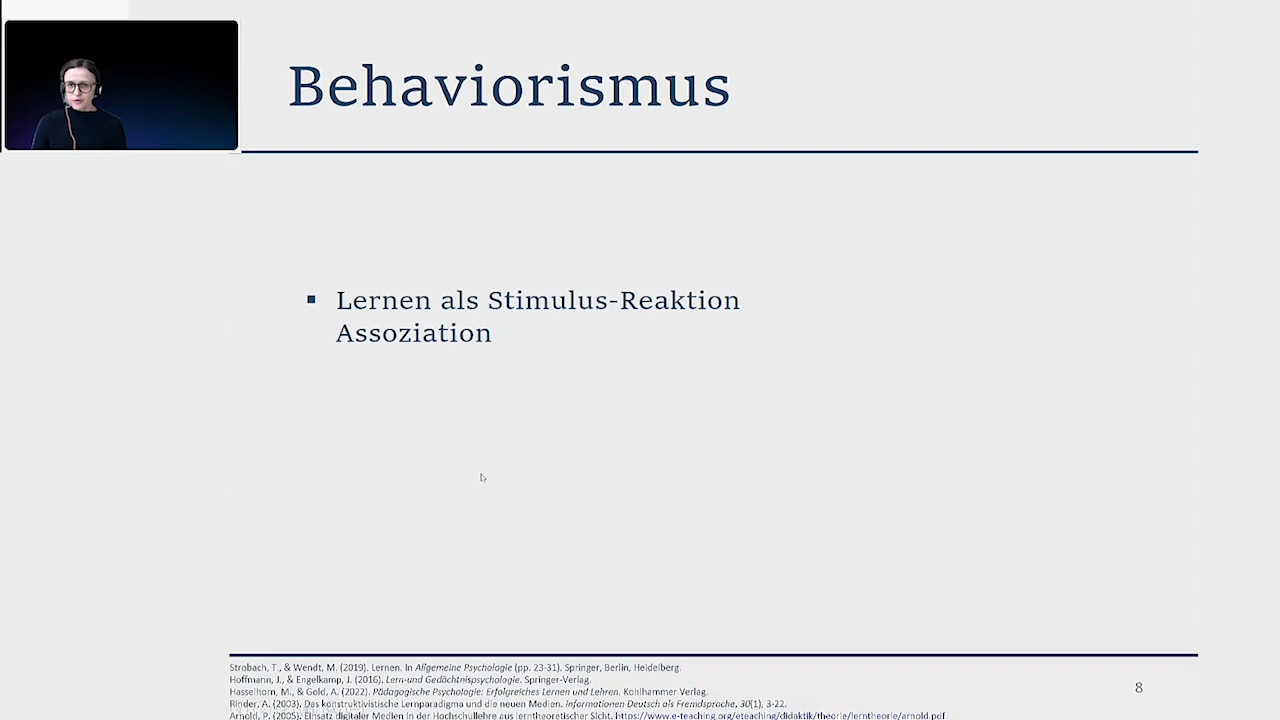 Behaviorismus
▪ Lernen als Stimulus-Reaktion
Assoziation
Strobach, T., & Wendt, M. (2019). Lernen. In Allgemeine Psychologie (pp. 23-31). Springer, Berlin, Heidelberg.
Hoffmann, J., & Engelkamp, J. (2016). Lern-und Gedächtnispsychologie. Springer-Verlag.
Hasselhorn, M., & Gold, A. (2022). Pädagogische Psychologie: Erfolgreiches Lernen und Lehren. Kohlhammer Verlag.
Rinder, A. (2003). Das konstruktivistische Lernparadigma und die neuen Medien. Informationen Deutsch als Fremdsprache, 30(1), 3-22.
Arnold, P. (2005). Einsatz digitaler Medien in der Hochschullehre aus lerntheoretischer Sicht. https://www.e-teaching.org/eteaching/didaktik/theorie/lerntheorie/arnold.pdf
8